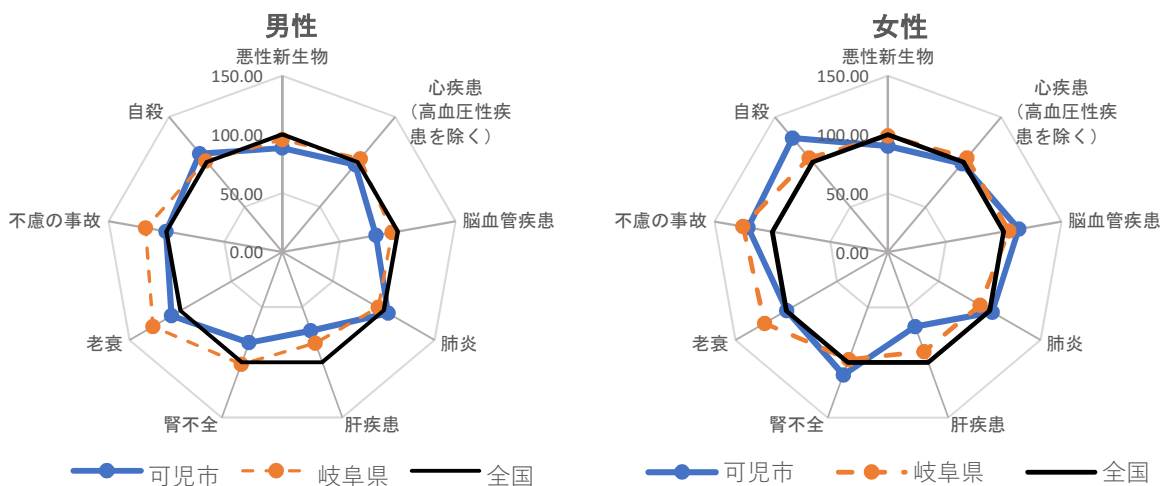 男性
悪性新生物
150.00
100.00
50.00
0.00
心疾患
（高血圧性疾
患を除く）
脳血管疾患
肺炎
肝疾患
腎不全
老衰
不慮の事故
自殺
可児市
岐阜県
全国
女性
悪性新生物
150.00
100.00
50.00
0.00
心疾患
（高血圧性疾
患を除く）
脳血管疾患
肺炎
肝疾患
腎不全
老衰
不慮の事故
自殺
可児市
岐阜県
全国